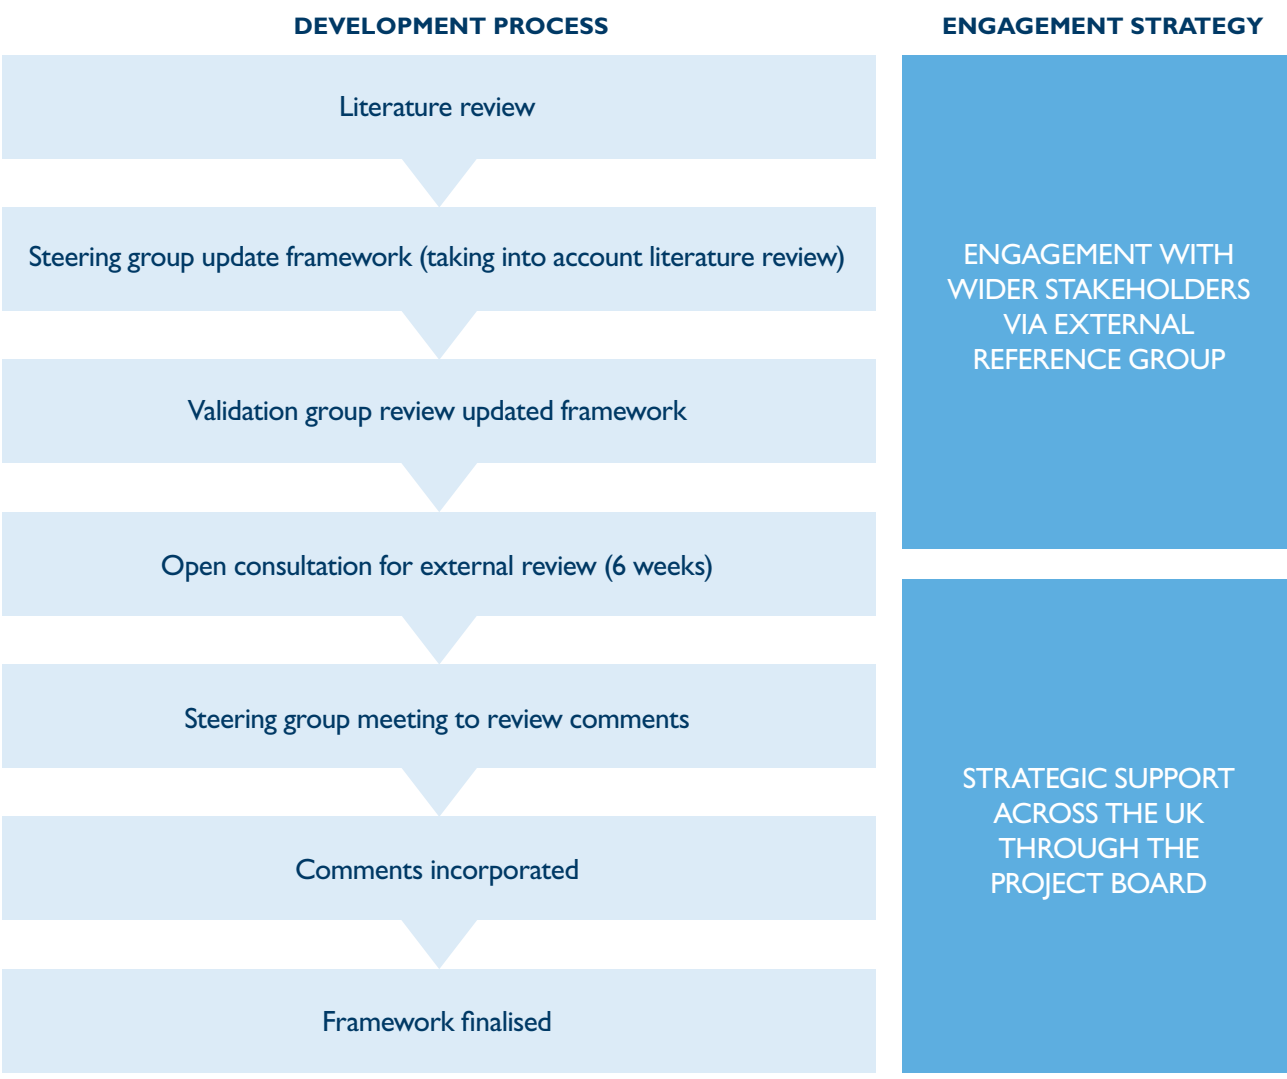 DEVELOPMENT PROCESS
Literature review
Steering group update framework (taking into account literature review)
Validation group review updated framework
Open consultation for external review (6 weeks)
Steering group meeting to review comments
Comments incorporated
Framework finalised
ENGAGEMENT STRATEGY
ENGAGEMENT WITH
WIDER STAKEHOLDERS
VIA EXTERNAL
REFERENCE GROUP
STRATEGIC SUPPORT
ACROSS THE UK
THROUGH THE
PROJECT BOARD